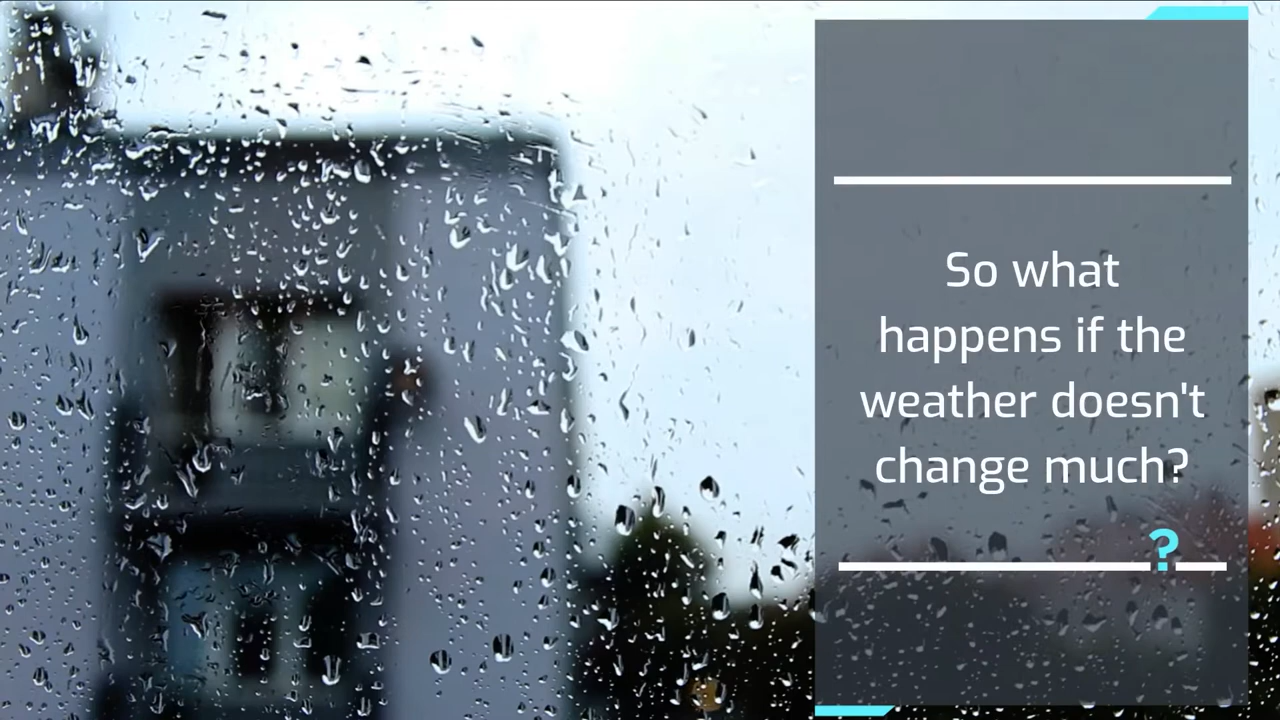 So what
happens if the
weather doesn't
change much?
?